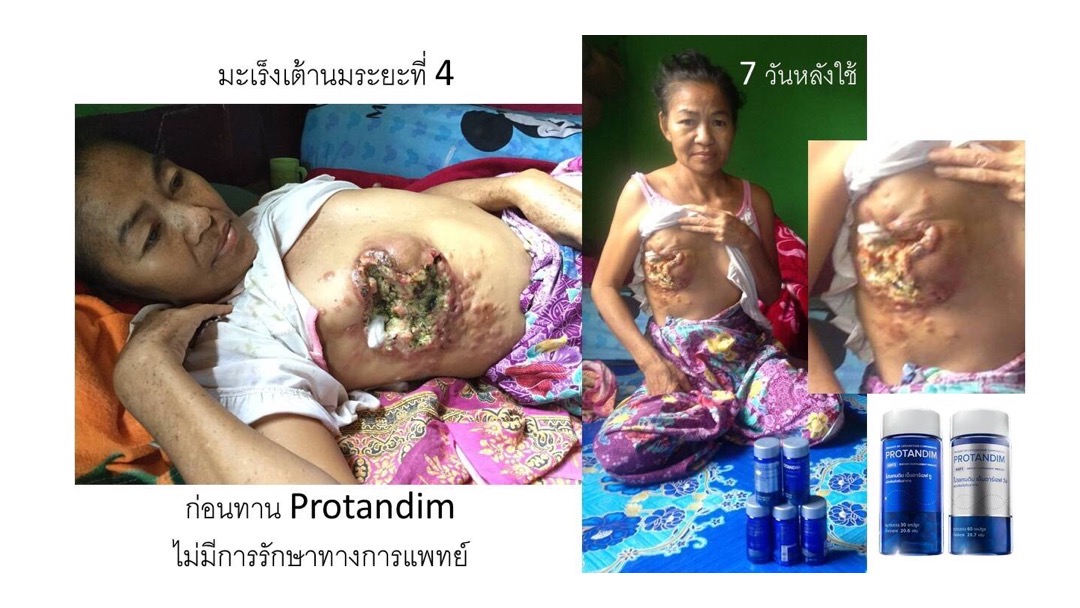 มะเร็งเต้านมระยะที่ 4
7 วันหลังใช้
ก่อนทาน Protandim
ไม่มีการรักษาทางการแพทย์
PROTANDIM
PROTANDIM